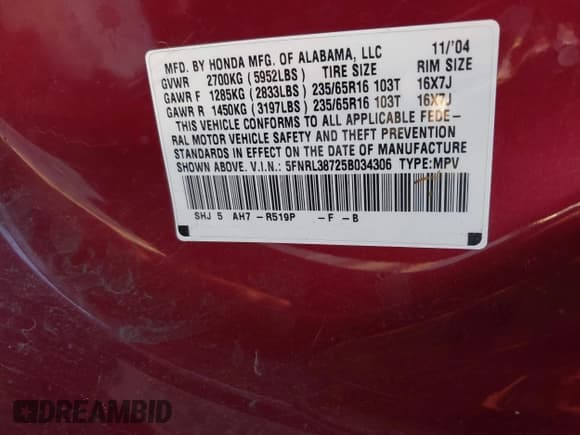 MFD. BY HONDA MFG. OF ALABAMA, LLC 11/'04
GVWR 2700KG (5952LBS) TIRE SIZE RIM SIZE
GAWR F 1285KG (2833LBS) 235/65R16 103T 16X7J
GAWR R 1450KG (3197LBS) 235/65R16 103T 16X7J
THIS VEHICLE CONFORMS TO ALL APPLICABLE FEDE-
RAL MOTOR VEHICLE SAFETY AND THEFT PREVENTION
STANDARDS IN EFFECT ON THE DATE OF MANUFACTURE
SHOWN ABOVE. V.I.N.: 5FNRL38725B034306 TYPE:MPV
SHJ 5 AH7 -R519P -F -B
DREAMBID